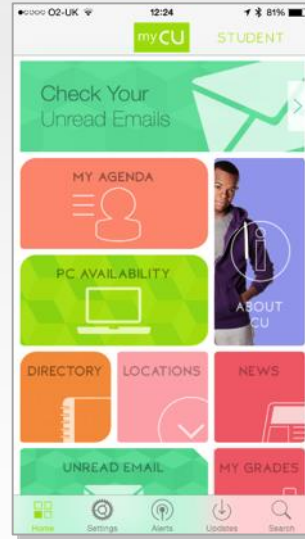 O2-UK 12:24 81%
myCU STUDENT
Check Your
Unread Emails
MY AGENDA
PC AVAILABILITY
ABOUT
CU
DIRECTORY LOCATIONS NEWS
UNREAD EMAIL MY GRADES
Home Settings Alerts Updates Search